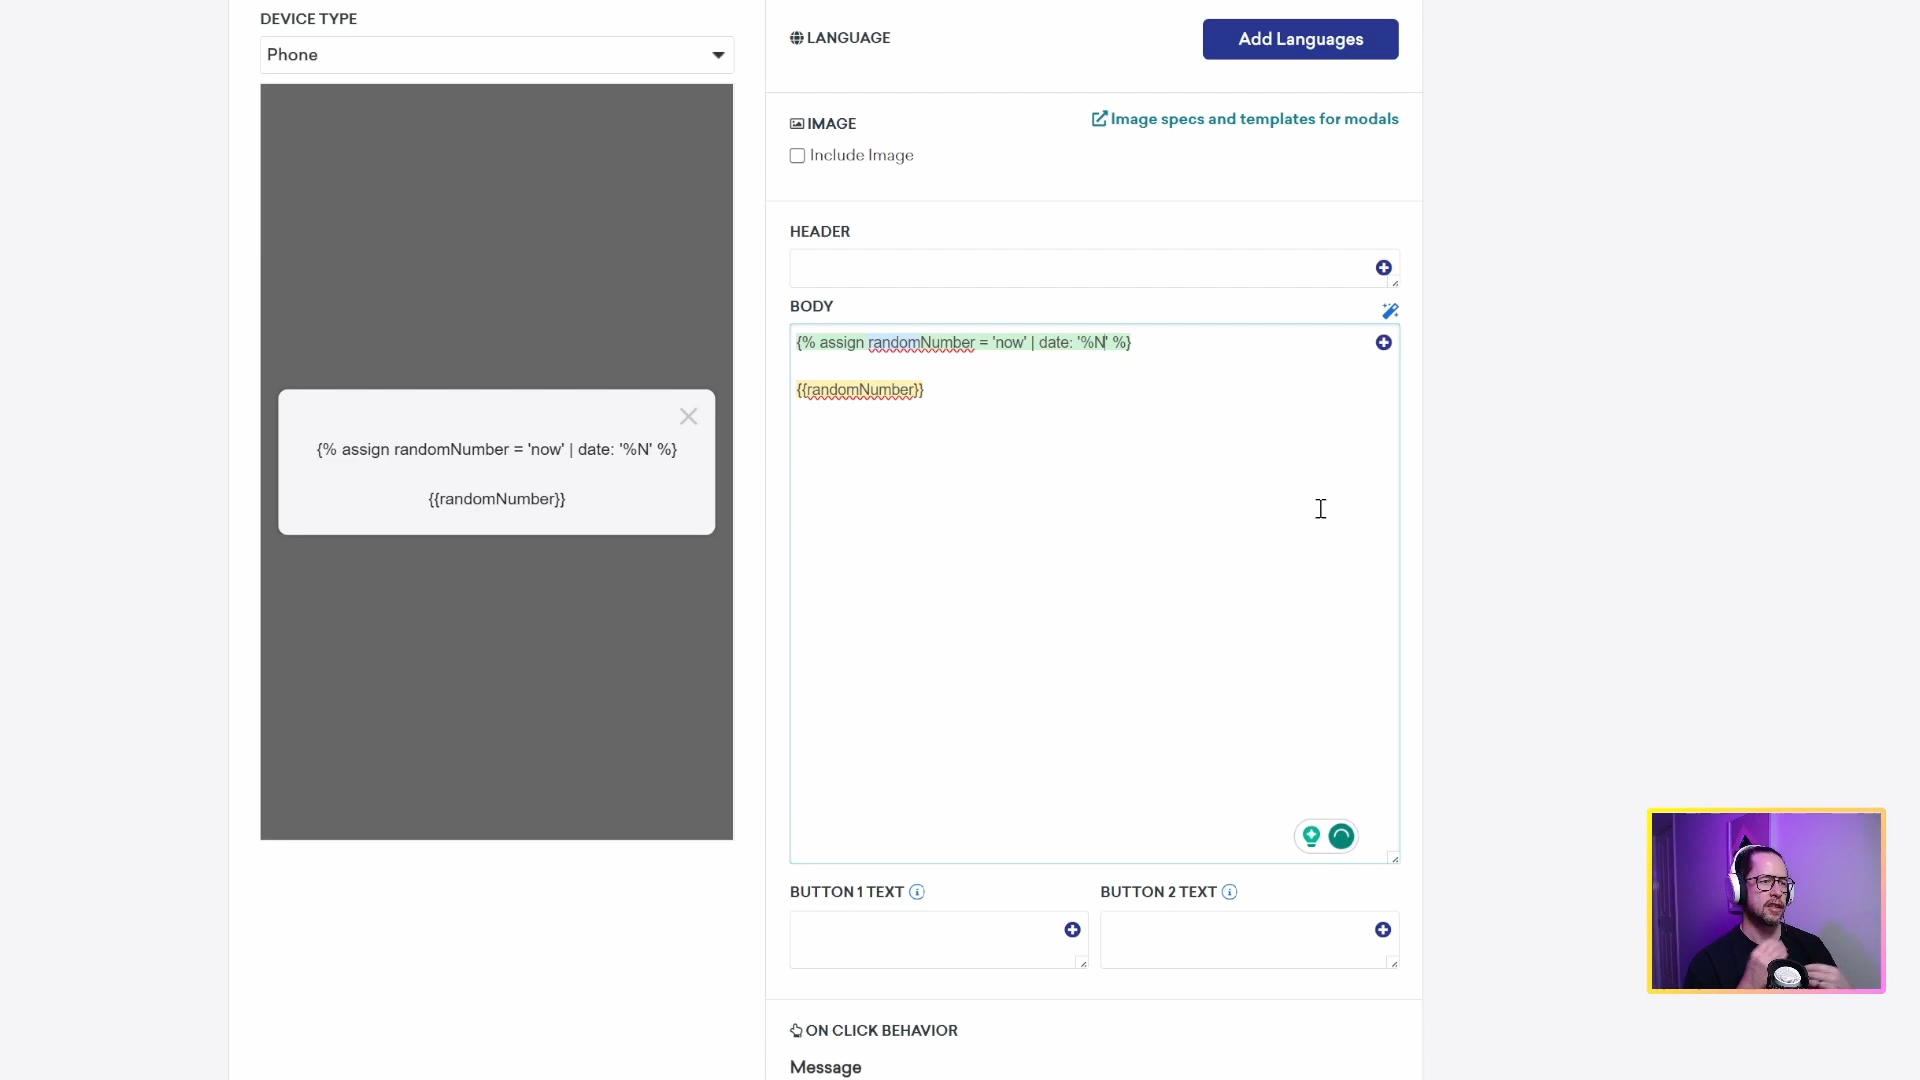 DEVICE TYPE
Phone
{% assign randomNumber = 'now' | date: '%N' %}
{{randomNumber}}
LANGUAGE
Add Languages
IMAGE
Image specs and templates for modals
Include Image
HEADER
BODY
{% assign randomNumber = 'now' | date: '%N' %}
{{randomNumber}}
BUTTON 1 TEXT
BUTTON 2 TEXT
ON CLICK BEHAVIOR
Message